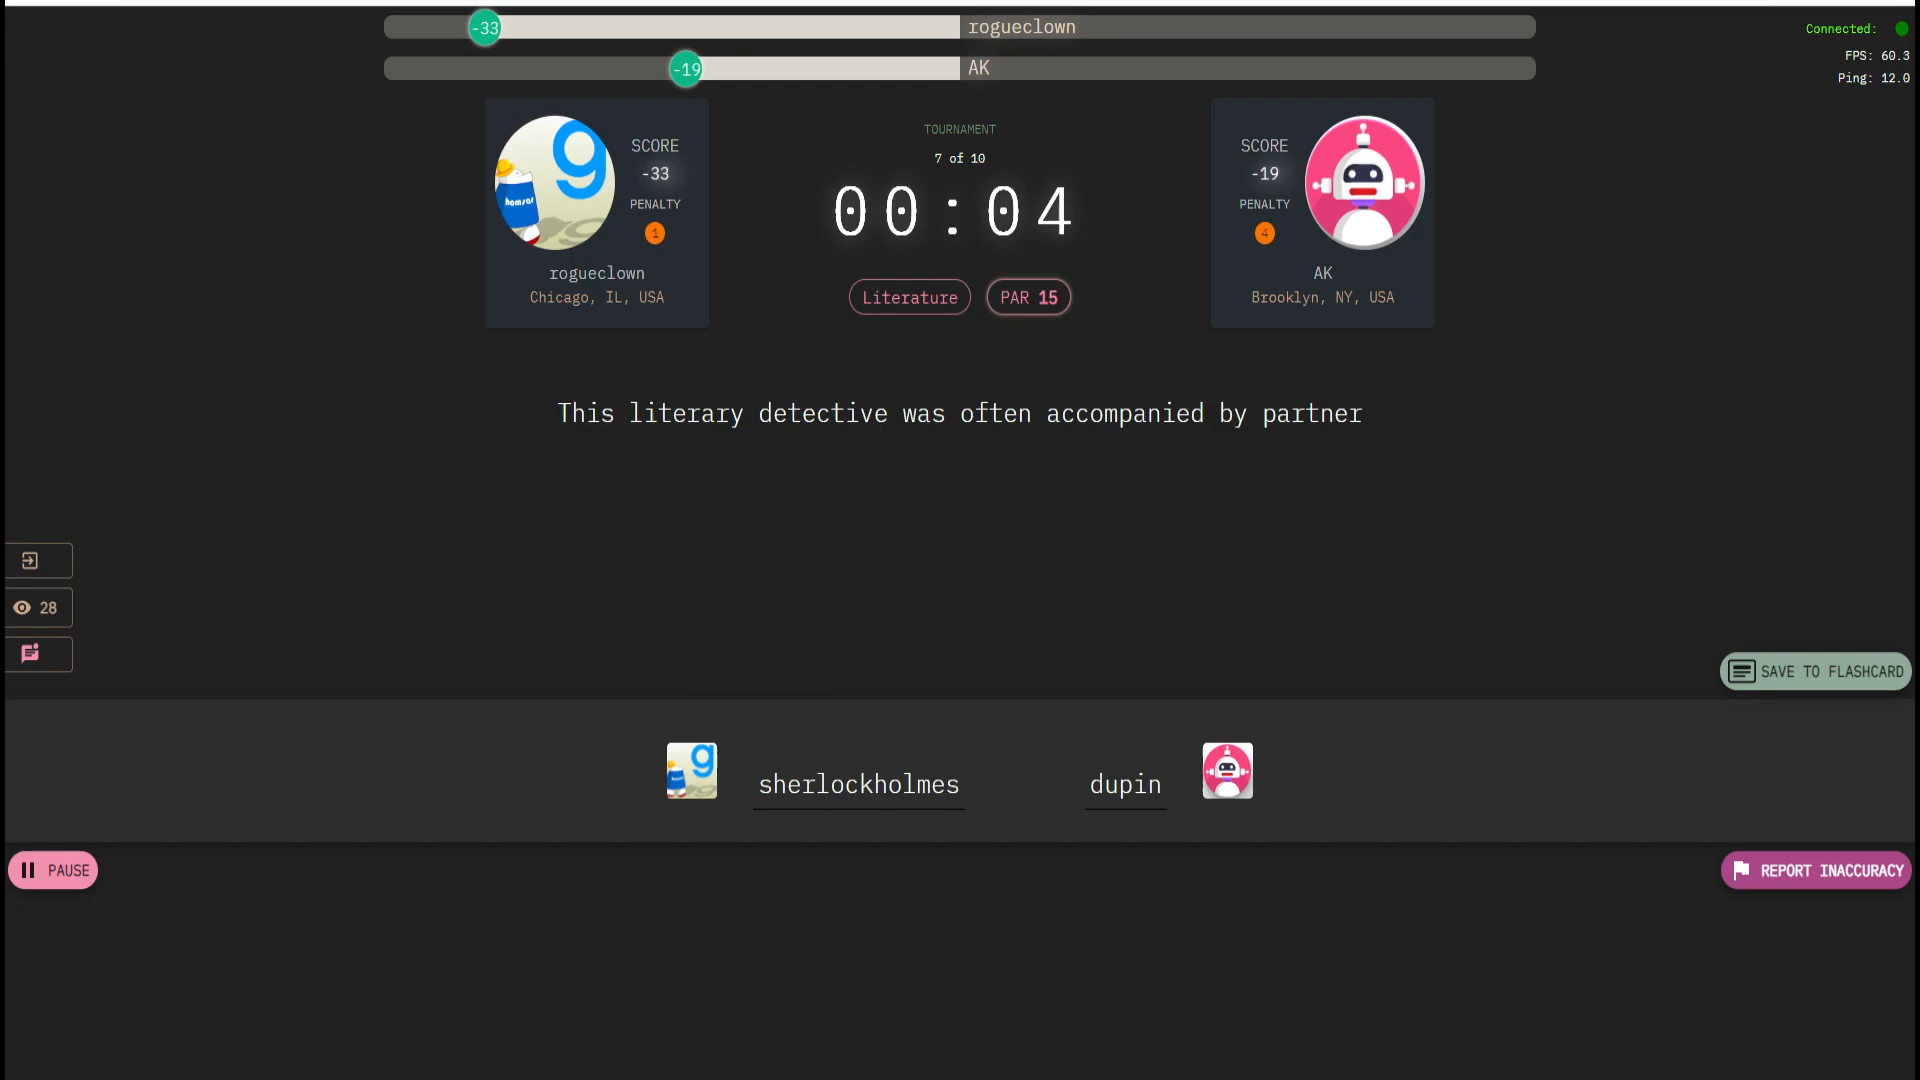 -33 rogueclown
-19 AK
Connected:
FPS: 60.3
Ping: 12.0
SCORE
-33
PENALTY
1
rogueclown
Chicago, IL, USA
TOURNAMENT
7 of 10
00:04
Literature PAR 15
SCORE
-19
PENALTY
4
AK
Brooklyn, NY, USA
g
homsar
This literary detective was often accompanied by partner
28
SAVE TO FLASHCARD
sherlockholmes dupin
PAUSE
REPORT INACCURACY